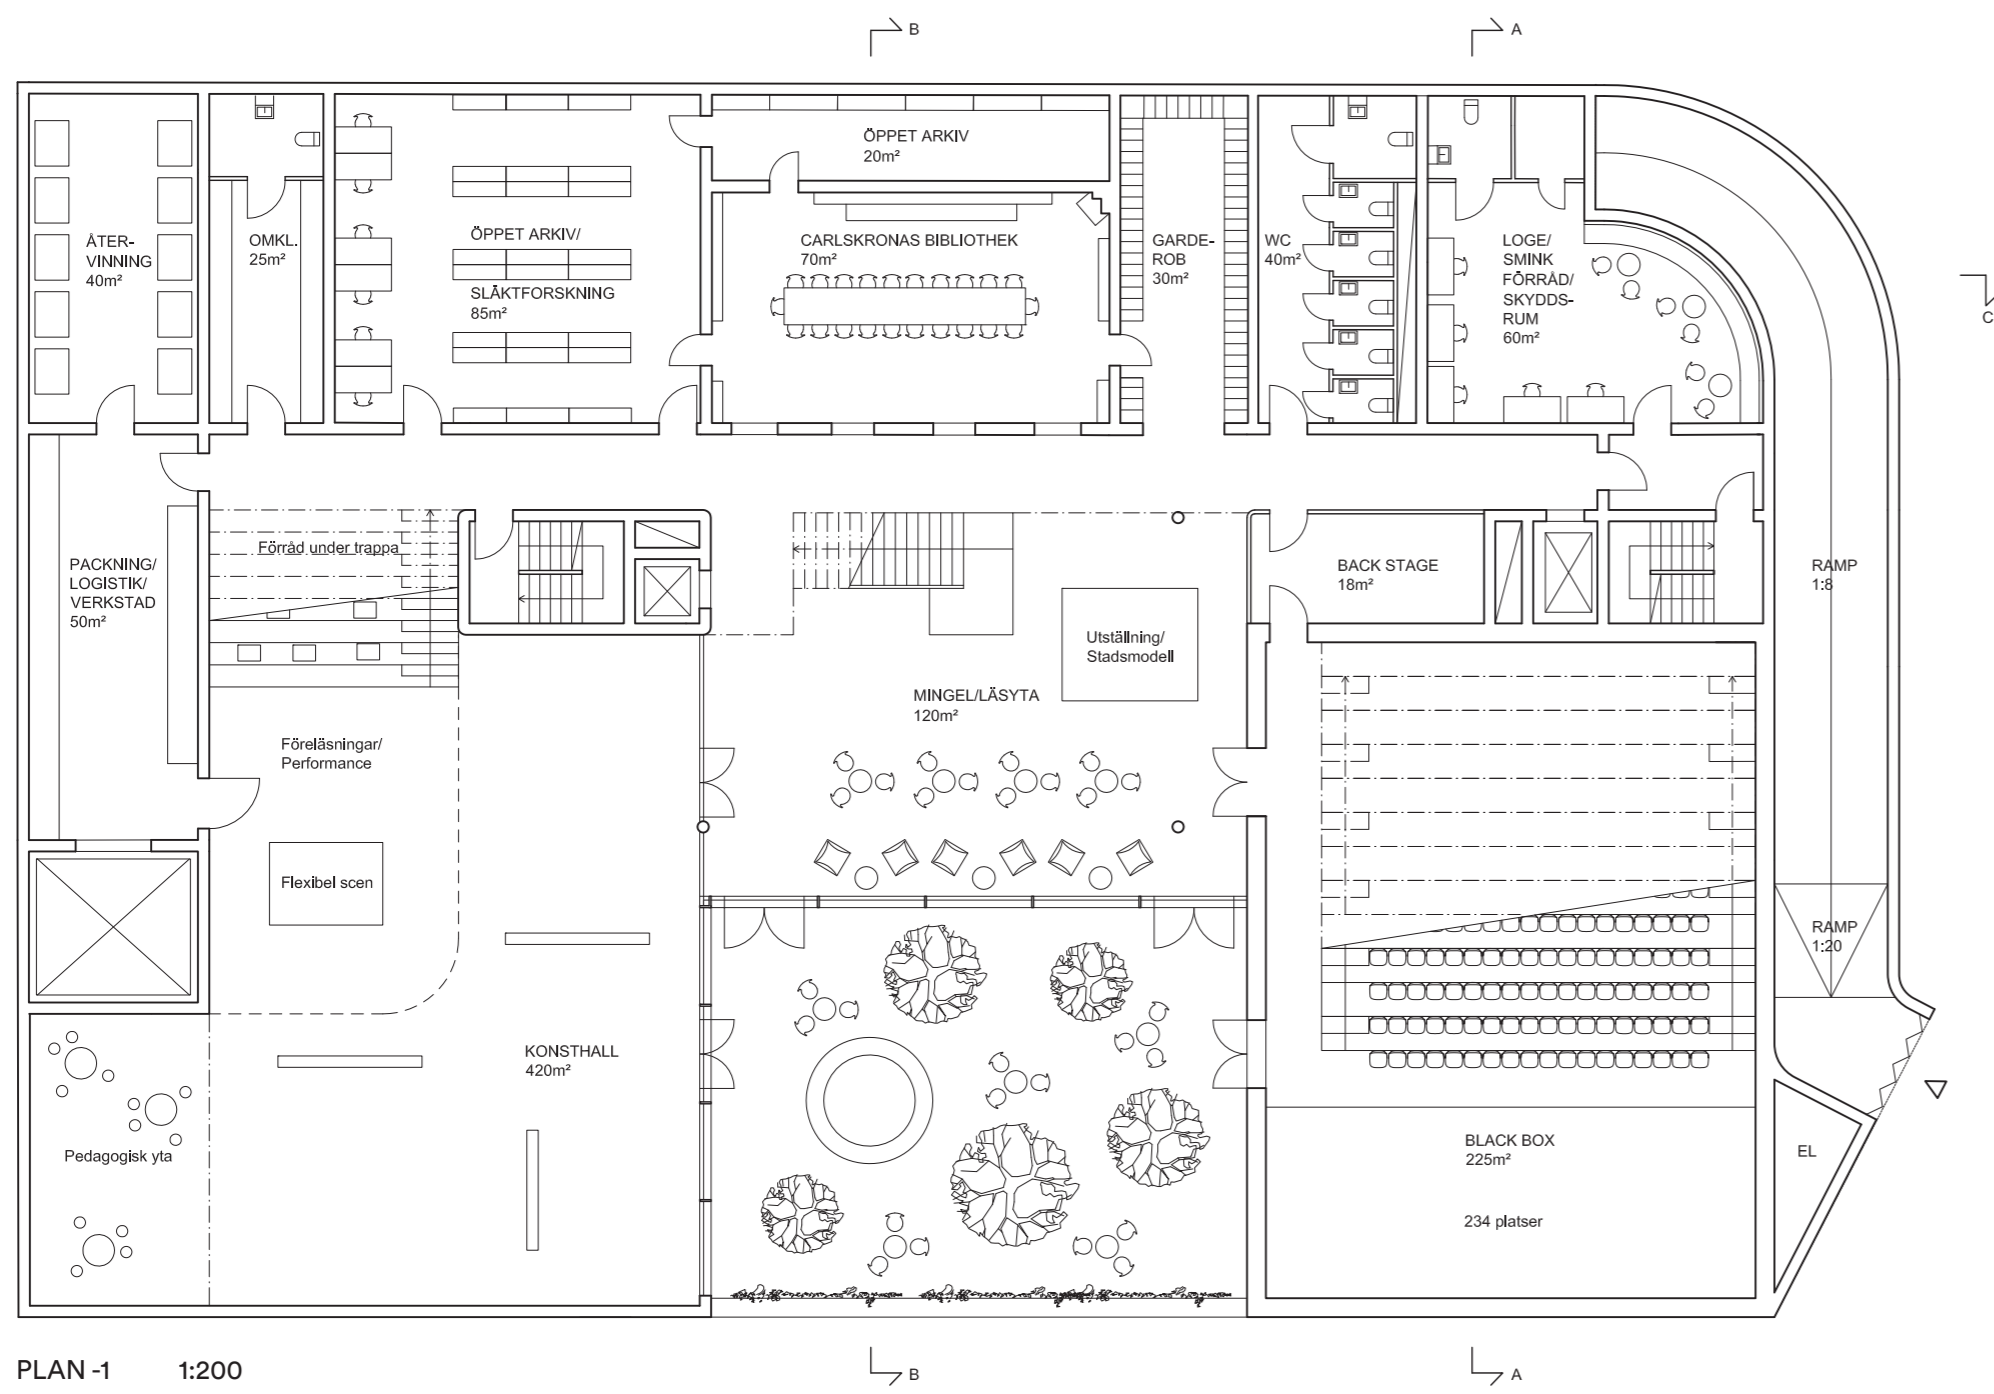 B
A
ÖPPET ARKIV
20m²
ÅTER-
VINNING
40m²
OMKL.
25m²
ÖPPET ARKIV/
SLÄKTFORSKNING
85m²
CARLSKRONAS BIBLIOTHEK
70m²
GARDE-
ROB
30m²
WC
40m²
LOGE/
SMINK
FÖRRÅD/
SKYDDS-
RUM
60m²
C
Förråd under trappa
PACKNING/
LOGISTIK/
VERKSTAD
50m²
BACK STAGE
18m²
RAMP
1:8
Utställning/
Stadsmodell
MINGEL/LÄSYTA
120m²
Föreläsningar/
Performance
Flexibel scen
RAMP
1:20
KONSTHALL
420m²
Pedagogisk yta
BLACK BOX
225m²
EL
234 platser
PLAN -1 1:200
B
A